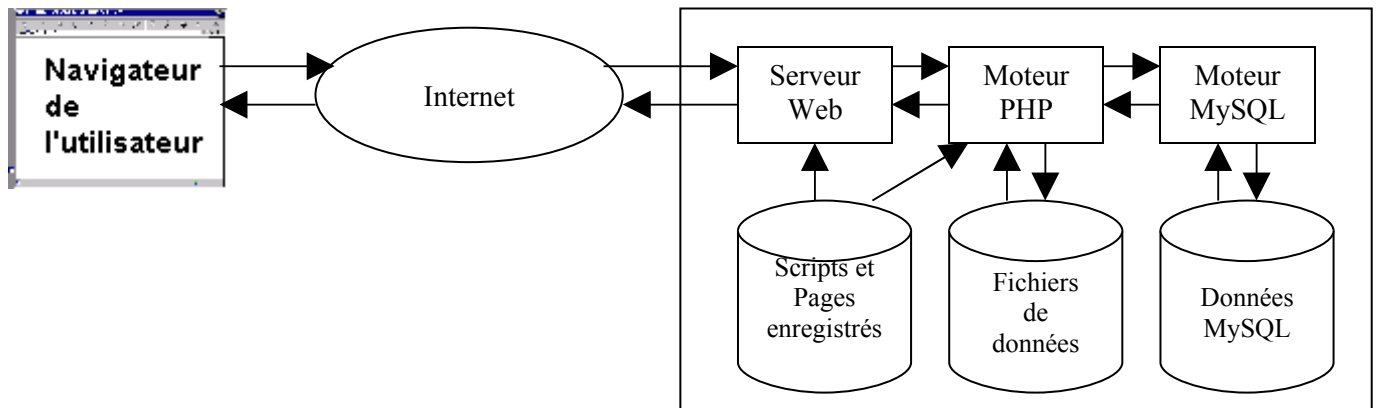 Navigateur
de
l'utilisateur
Internet
Serveur
Web
Moteur
PHP
Moteur
MySQL
Scripts et
Pages
enregistrés
Fichiers
de
données
Données
MySQL